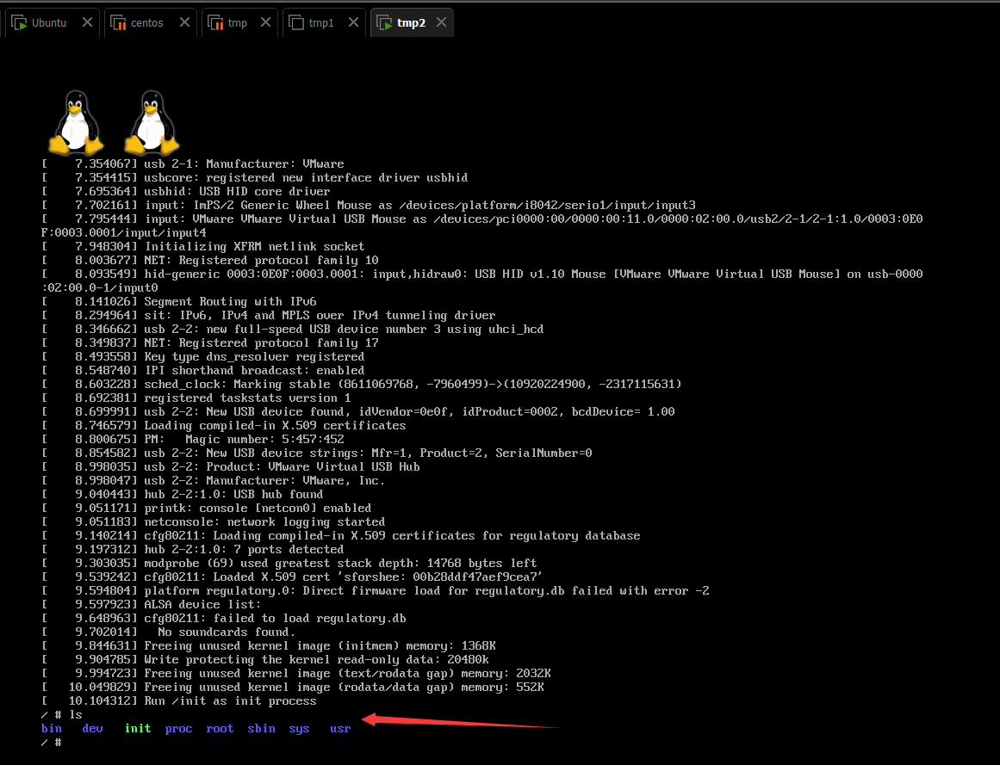 Ubuntu centos tmp tmp1 tmp2
[    7.354067] usb 2-1: Manufacturer: VMware
[    7.354415] usbcore: registered new interface driver usbhid
[    7.695364] usbhid: USB HID core driver
[    7.702161] input: ImPS/2 Generic Wheel Mouse as /devices/platform/i8042/serio1/input/input3
[    7.795444] input: VMware VMware Virtual USB Mouse as /devices/pci0000:00/0000:00:11.0/0000:02:00.0/usb2/2-1/2-1:1.0/0003:0E0
F:0003.0001/input/input4
[    7.948304] Initializing XFRM netlink socket
[    8.003677] NET: Registered protocol family 10
[    8.093549] hid-generic 0003:0E0F:0003.0001: input,hidraw0: USB HID v1.10 Mouse [VMware VMware Virtual USB Mouse] on usb-0000
:02:00.0-1/input0
[    8.141026] Segment Routing with IPv6
[    8.294964] sit: IPv6, IPv4 and MPLS over IPv4 tunneling driver
[    8.346662] usb 2-2: new full-speed USB device number 3 using uhci_hcd
[    8.349837] NET: Registered protocol family 17
[    8.493558] Key type dns_resolver registered
[    8.548740] IPI shorthand broadcast: enabled
[    8.603228] sched_clock: Marking stable (8611069768, -7960499)->(10920224900, -2317115631)
[    8.692381] registered taskstats version 1
[    8.699991] usb 2-2: New USB device found, idVendor=0e0f, idProduct=0002, bcdDevice= 1.00
[    8.746579] Loading compiled-in X.509 certificates
[    8.800675] PM:   Magic number: 5:457:452
[    8.854582] usb 2-2: New USB device strings: Mfr=1, Product=2, SerialNumber=0
[    8.998035] usb 2-2: Product: VMware Virtual USB Hub
[    8.998047] usb 2-2: Manufacturer: VMware, Inc.
[    9.040443] hub 2-2:1.0: USB hub found
[    9.051171] printk: console [netcon0] enabled
[    9.051183] netconsole: network logging started
[    9.140214] cfg80211: Loading compiled-in X.509 certificates for regulatory database
[    9.197312] hub 2-2:1.0: 7 ports detected
[    9.303035] modprobe (69) used greatest stack depth: 14768 bytes left
[    9.539242] cfg80211: Loaded X.509 cert 'sforshee: 00b28ddf47aef9cea7'
[    9.594804] platform regulatory.0: Direct firmware load for regulatory.db failed with error -2
[    9.597923] ALSA device list:
[    9.648963] cfg80211: failed to load regulatory.db
[    9.702014]   No soundcards found.
[    9.844631] Freeing unused kernel image (initmem) memory: 1368K
[    9.904785] Write protecting the kernel read-only data: 20480k
[    9.994723] Freeing unused kernel image (text/rodata gap) memory: 2032K
[   10.049829] Freeing unused kernel image (rodata/data gap) memory: 552K
[   10.104312] Run /init as init process
/ # ls
bin   dev   init  proc  root  sbin  sys   usr
/ #